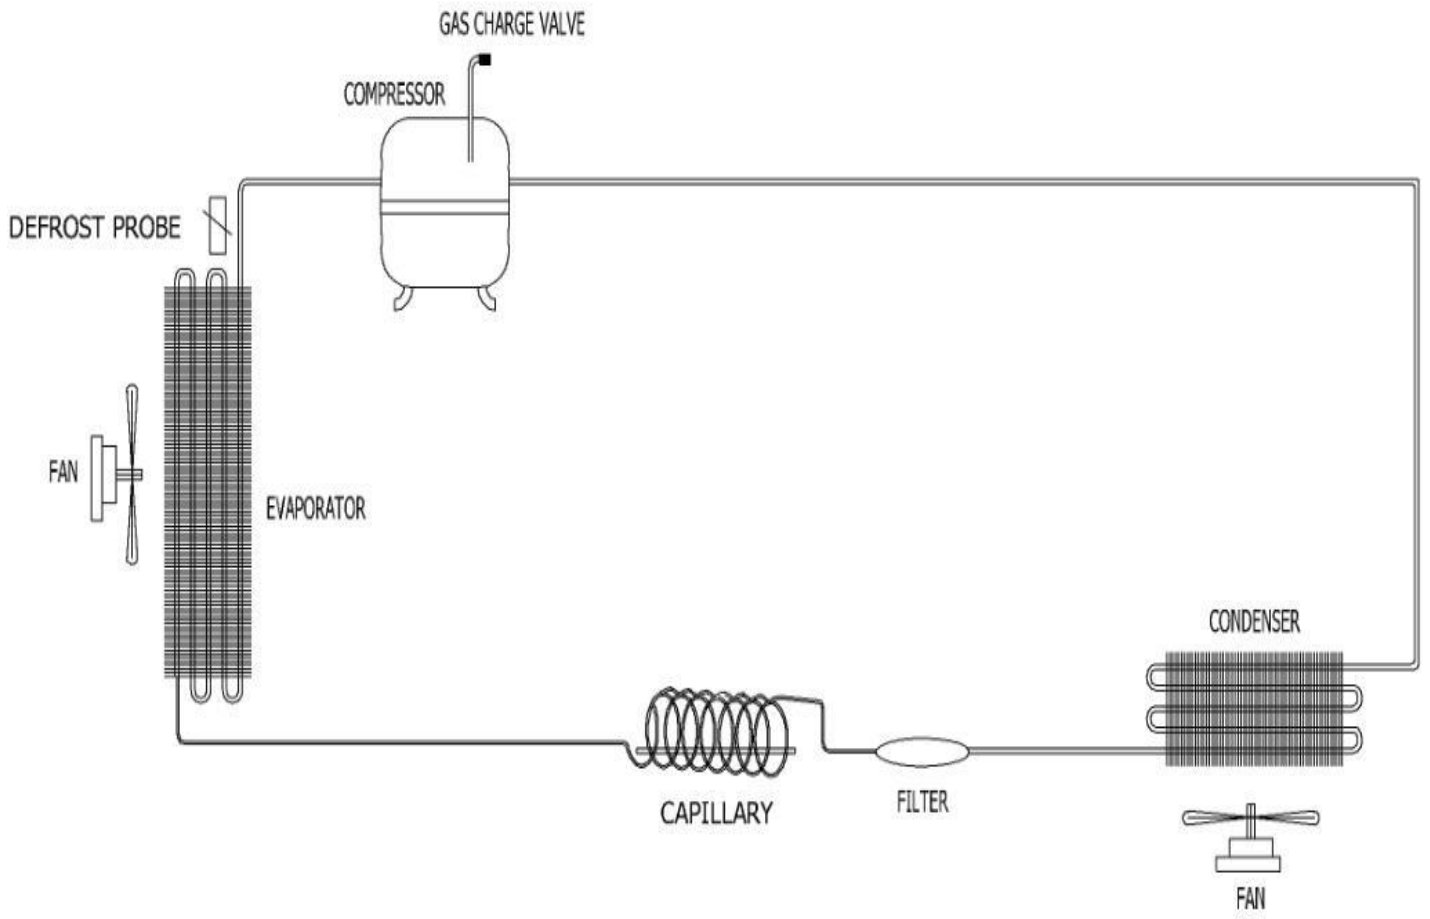 GAS CHARGE VALVE
COMPRESSOR
DEFROST PROBE
FAN
EVAPORATOR
CONDENSER
CAPILLARY
FILTER
FAN